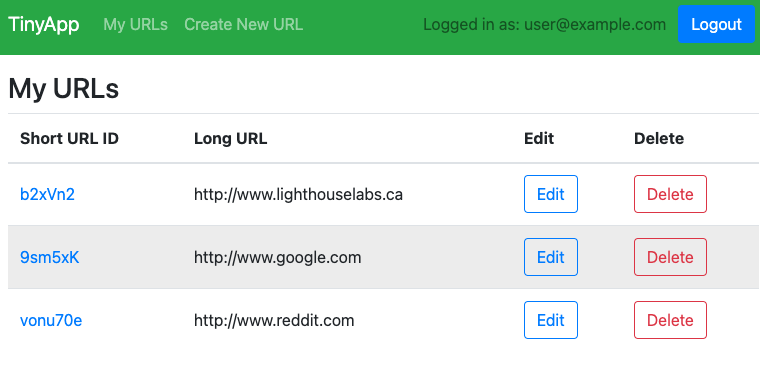 TinyApp My URLs Create New URL Logged in as: user@example.com Logout
My URLs
Short URL ID Long URL Edit Delete
b2xVn2 http://www.lighthouselabs.ca Edit Delete
9sm5xK http://www.google.com Edit Delete
vonu70e http://www.reddit.com Edit Delete